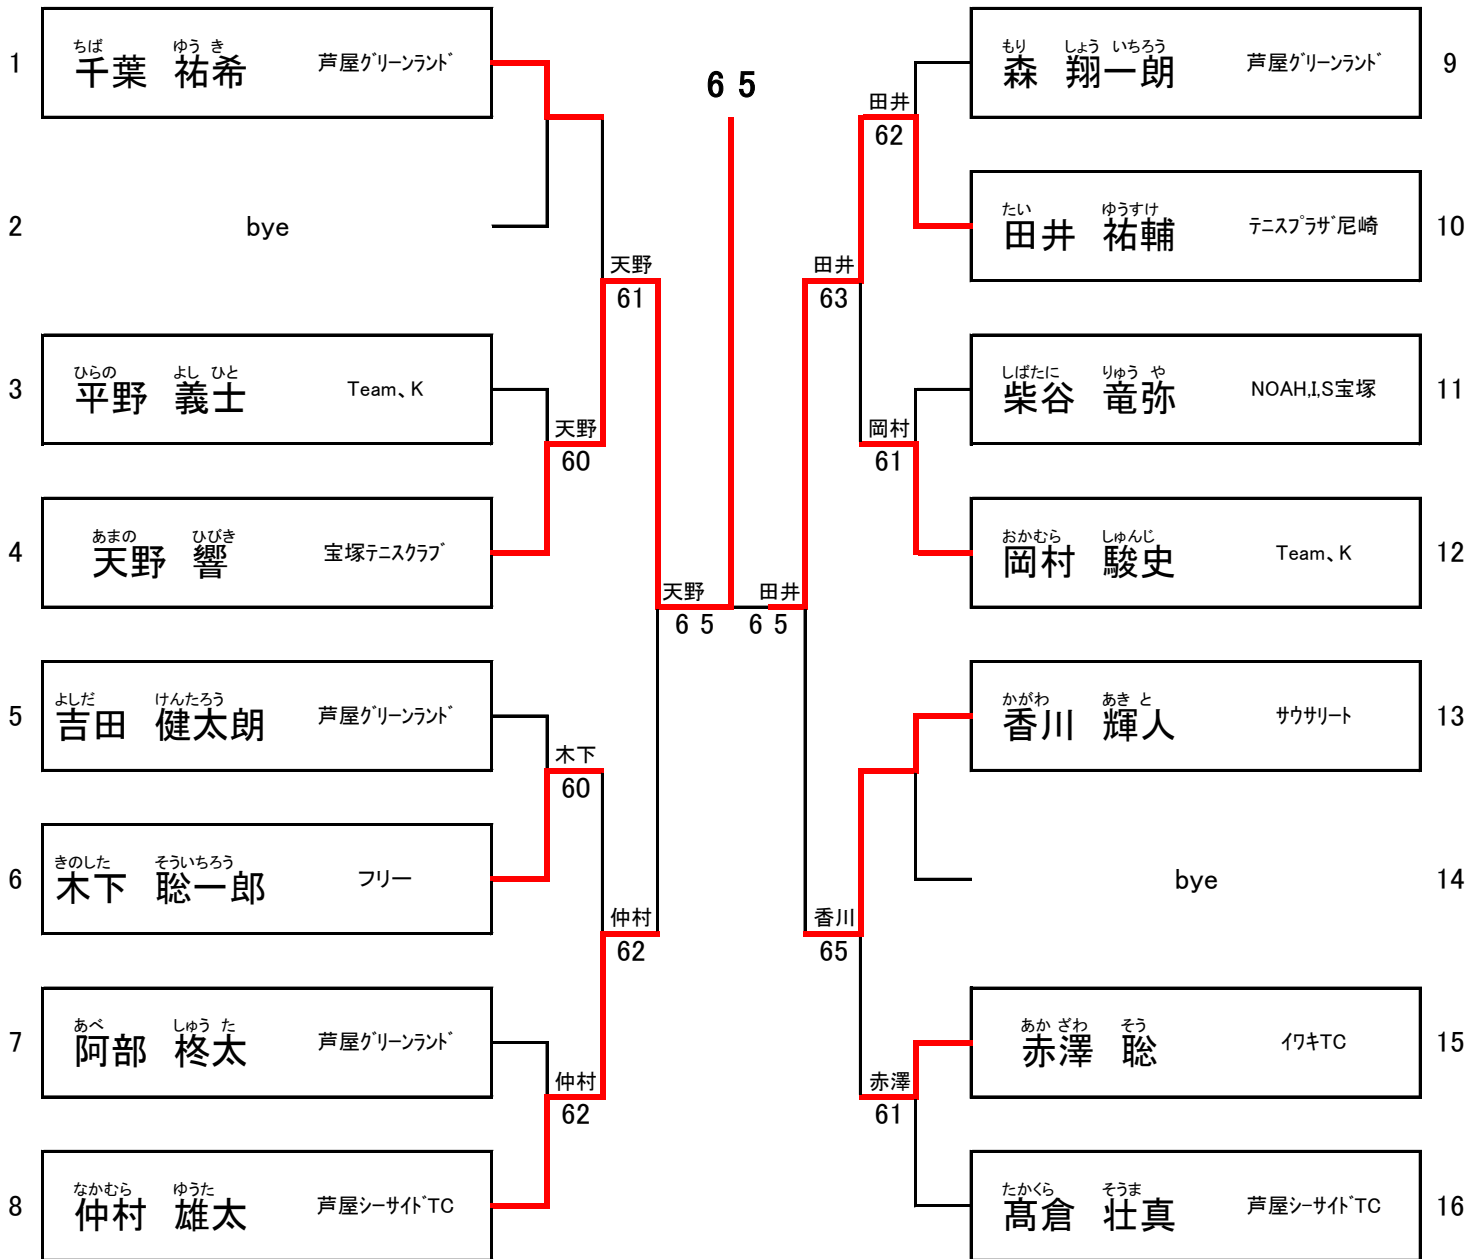 1
ちば ゆう き
千葉 祐希 芦屋グリーンランド
2
bye
3
ひらの よし ひと
平野 義士 Team、K
4
あまの ひびき
天野 響 宝塚テニスクラブ
5
よしだ けんたろう
吉田 健太朗 芦屋グリーンランド
6
きのした そういちろう
木下 聡一郎 フリー
7
あべ しゅう た
阿部 柊太 芦屋グリーンランド
8
なかむら ゆうた
仲村 雄太 芦屋シーサイドTC
天野
60
木下
60
仲村
62
天野
61
仲村
62
天野
6 5
6 5
田井
6 5
田井
63
香川
65
田井
62
岡村
61
赤澤
61
もり しょう いちろう
森 翔一朗 芦屋グリーンランド
9
たい ゆうすけ
田井 祐輔 テニスプラザ尼崎
10
しばたに りゅう や
柴谷 竜弥 NOAH,I,S宝塚
11
おかむら しゅんじ
岡村 駿史 Team、K
12
かがわ あき と
香川 輝人 サウサリート
13
bye
14
あか ざわ そう
赤澤 聡 イワキTC
15
たかくら そうま
髙倉 壮真 芦屋シーサイドTC
16